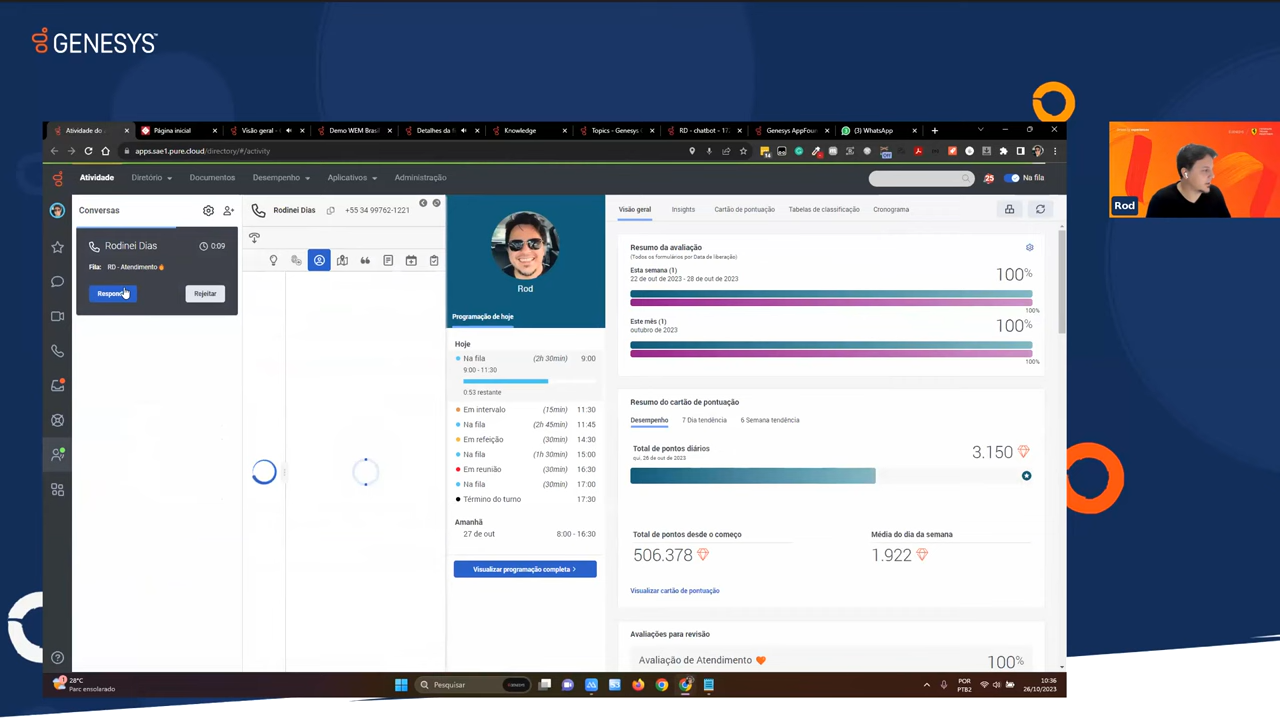 GENESYS™
Atividade do
Página inicial
Visão geral -
Demo WEM Brasil
Detalhes da f
Knowledge
Topics - Genesys
RD - chatbot - 17
Genesys AppFoun
(3) WhatsApp
apps.sae1.pure.cloud/directory/#/activity
Atividade
Diretório
Documentos
Desempenho
Aplicativos
Administração
25
Na fila
Conversas
Rodinei Dias
0:09
Fila: RD - Atendimento
Rejeitar
Rodinei Dias
+55 34 99762-1221
Rod
Programação de hoje
Hoje
Na fila (2h 30min) 9:00
9:00 - 11:30
0:53 restante
Em intervalo (15min) 11:30
Na fila (2h 45min) 11:45
Em refeição (30min) 14:30
Na fila (1h 30min) 15:00
Em reunião (30min) 16:30
Na fila (30min) 17:00
Término do turno 17:30
Amanhã
27 de out 8:00 - 16:30
Visualizar programação completa >
Visão geral
Insights
Cartão de pontuação
Tabelas de classificação
Cronograma
Resumo da avaliação
(Todos os formulários por Data de liberação)
Esta semana (1)
22 de out de 2023 - 28 de out de 2023
100%
100%
Este mês (1)
outubro de 2023
100%
100%
Resumo do cartão de pontuação
Desempenho
7 Dia tendência
6 Semana tendência
Total de pontos diários
3.150
Total de pontos desde o começo
506.378
Média do dia da semana
1.922
Visualizar cartão de pontuação
Avaliações para revisão
Avaliação de Atendimento
100%
28°C
Parc ensolarado
Pesquisar
POR
PTB2
10:36
26/10/2023
Rod